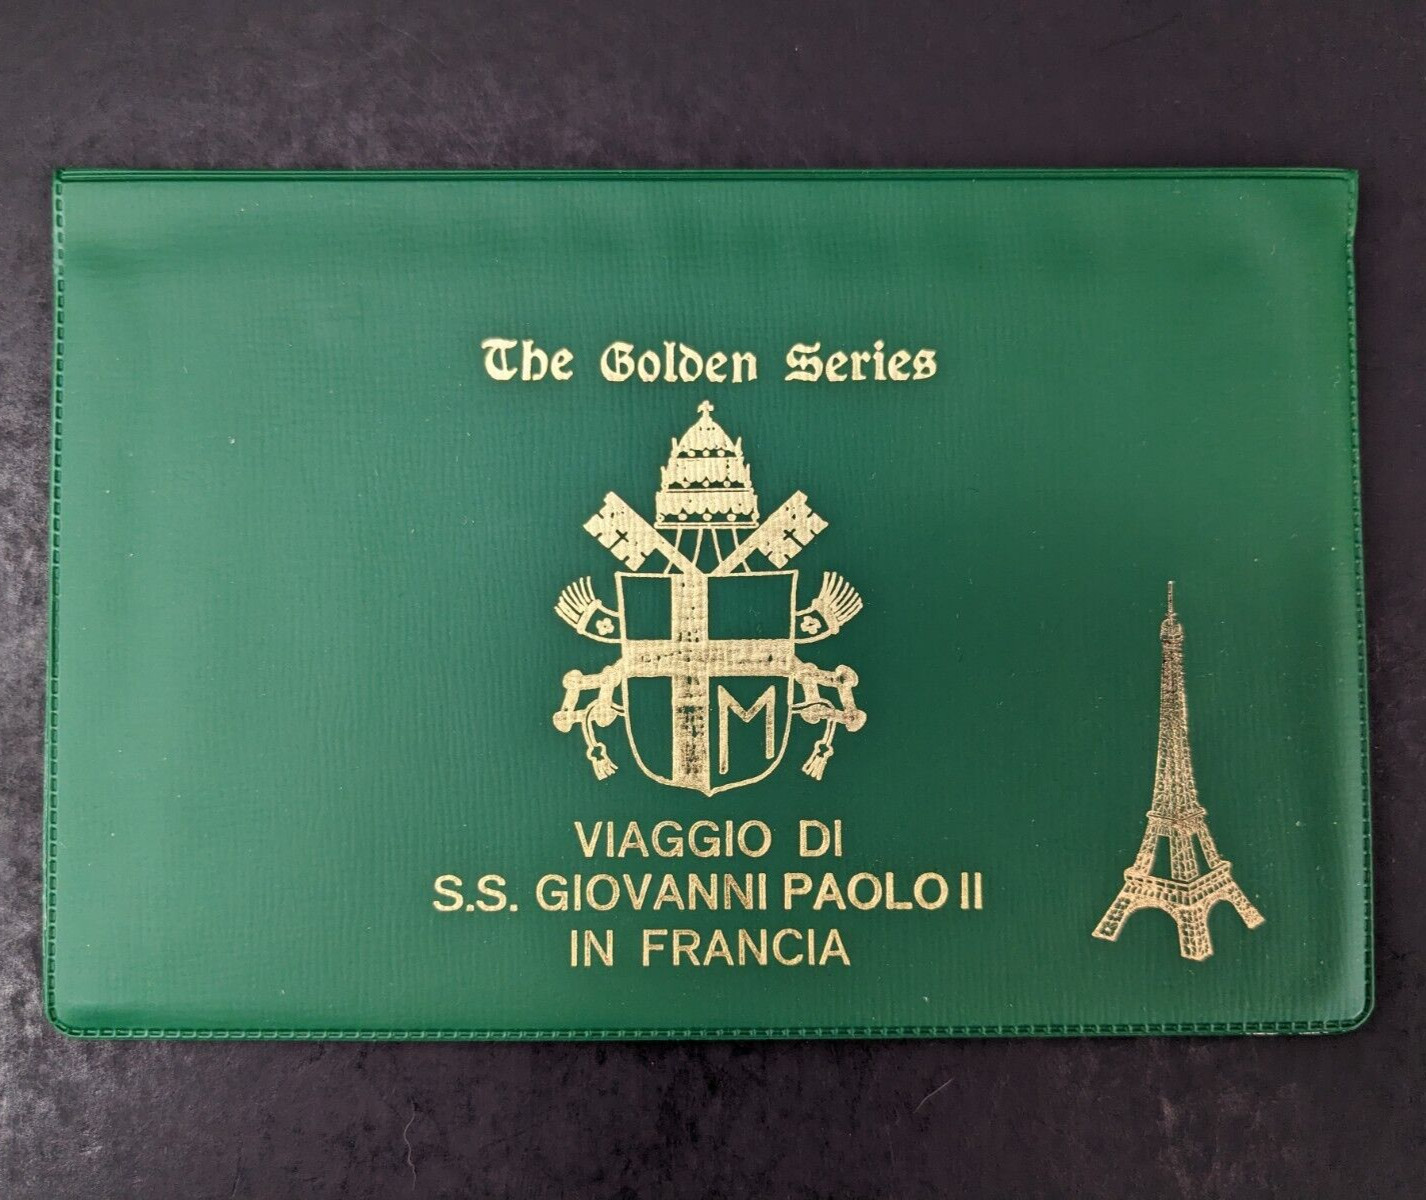 The Golden Series
M
VIAGGIO DI
S.S. GIOVANNI PAOLO II
IN FRANCIA